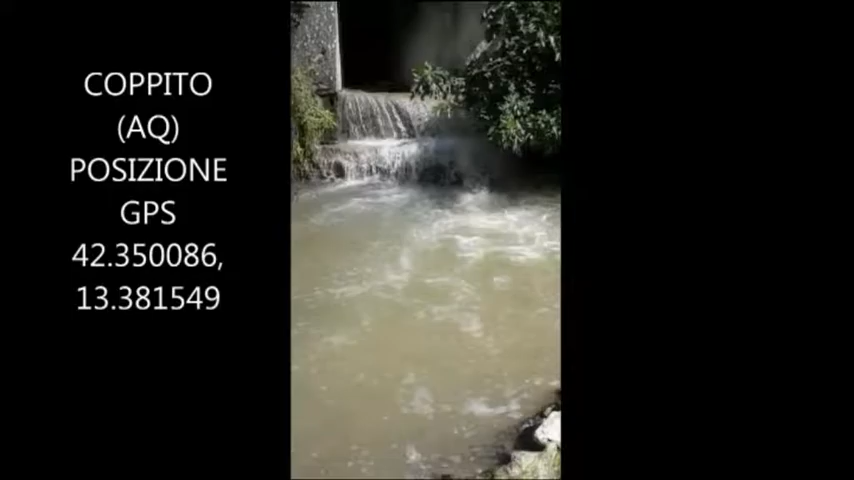 COPPITO
(AQ)
POSIZIONE
GPS
42.350086,
13.381549